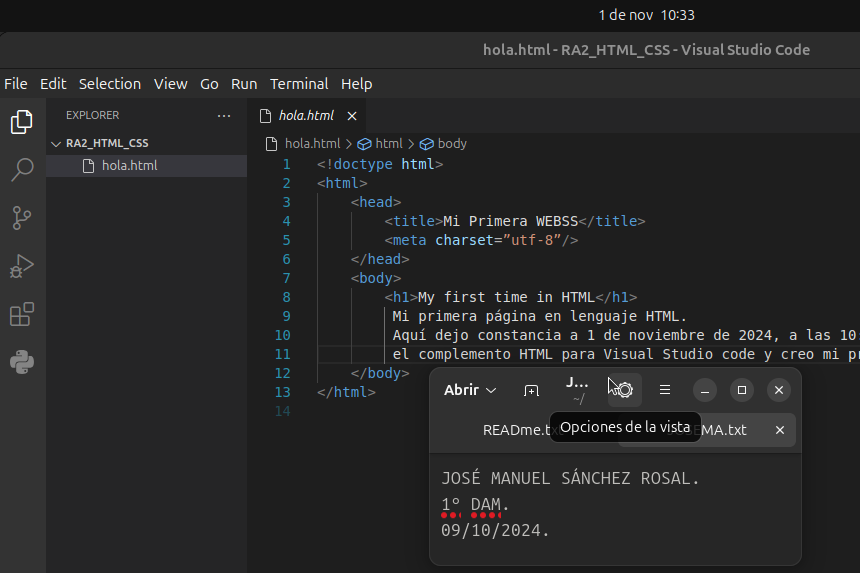 1 de nov 10:33
hola.html - RA2_HTML_CSS - Visual Studio Code
File Edit Selection View Go Run Terminal Help
EXPLORER ···
RA2_HTML_CSS
hola.html
hola.html ×
hola.html > html > body
1 <!doctype html>
2 <html>
3 <head>
4 <title>Mi Primera WEBSS</title>
5 <meta charset=”utf-8”/>
6 </head>
7 <body>
8 <h1>My first time in HTML</h1>
9 Mi primera página en lenguaje HTML.
10 Aquí dejo constancia a 1 de noviembre de 2024, a las 10
11 el complemento HTML para Visual Studio code y creo mi pr
12 </body>
13 </html>
14
Abrir J... ~/
Opciones de la vista
READme.tx EMA.txt ×
JOSÉ MANUEL SÁNCHEZ ROSAL.
1º DAM.
09/10/2024.